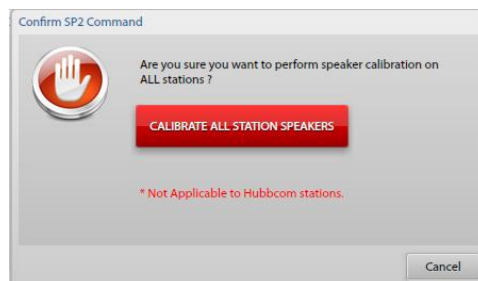 Confirm SP2 Command
Are you sure you want to perform speaker calibration on
ALL stations ?
CALIBRATE ALL STATION SPEAKERS
* Not Applicable to Hubbcom stations.
Cancel